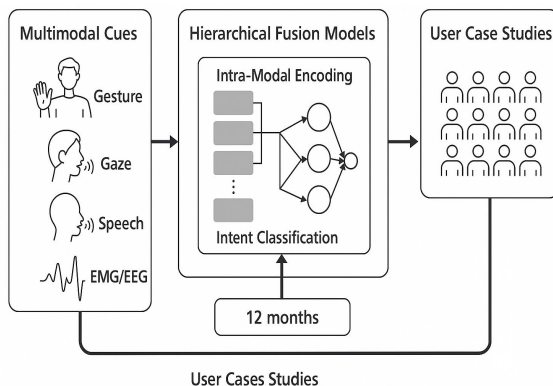 Multimodal Cues
Gesture
Gaze
Speech
EMG/EEG
Hierarchical Fusion Models
Intra-Modal Encoding
Intent Classification
12 months
User Case Studies
User Cases Studies